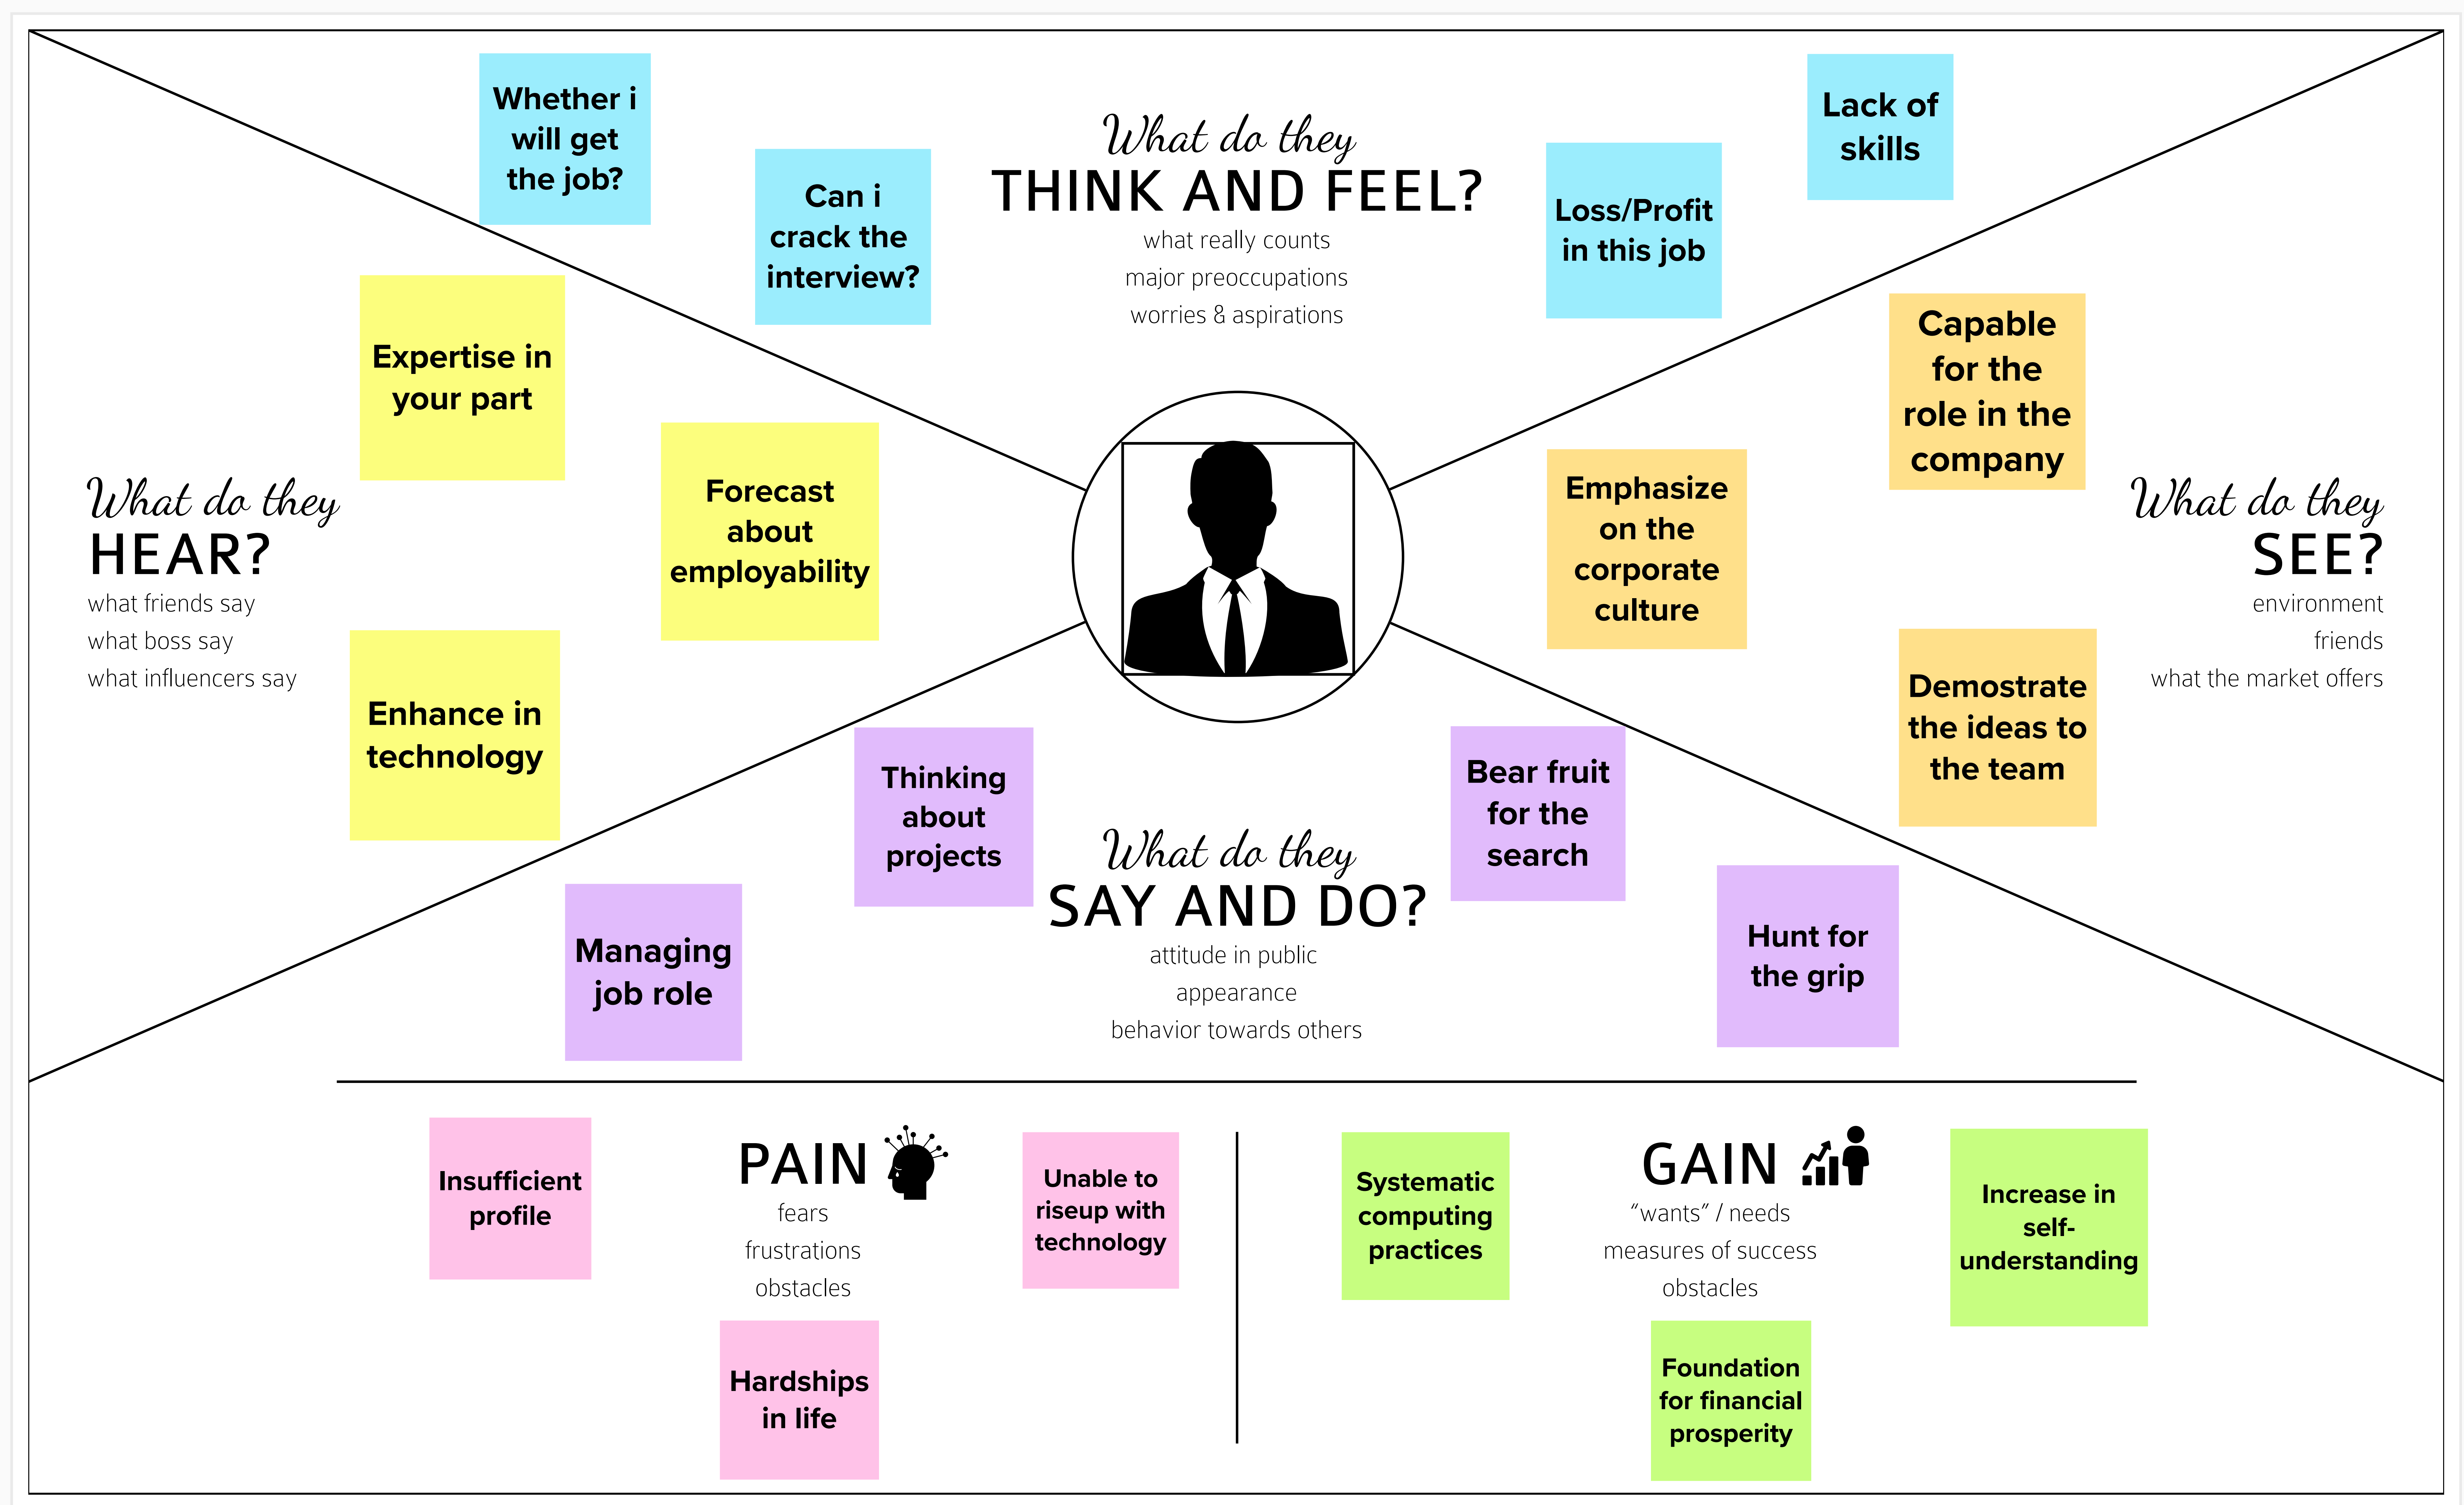 Whether i
will get
the job?
Can i
crack the
interview?
What do they
THINK AND FEEL?
what really counts
major preoccupations
worries & aspirations
Loss/Profit
in this job
Lack of
skills
What do they
HEAR?
what friends say
what boss say
what influencers say
Expertise in
your part
Forecast
about
employability
Enhance in
technology
Emphasize
on the
corporate
culture
Capable
for the
role in the
company
Demostrate
the ideas to
the team
What do they
SEE?
environment
friends
what the market offers
Managing
job role
Thinking
about
projects
What do they
SAY AND DO?
attitude in public
appearance
behavior towards others
Bear fruit
for the
search
Hunt for
the grip
Insufficient
profile
PAIN
fears
frustrations
obstacles
Unable to
riseup with
technology
Hardships
in life
Systematic
computing
practices
GAIN
“wants” / needs
measures of success
obstacles
Increase in
self-
understanding
Foundation
for financial
prosperity